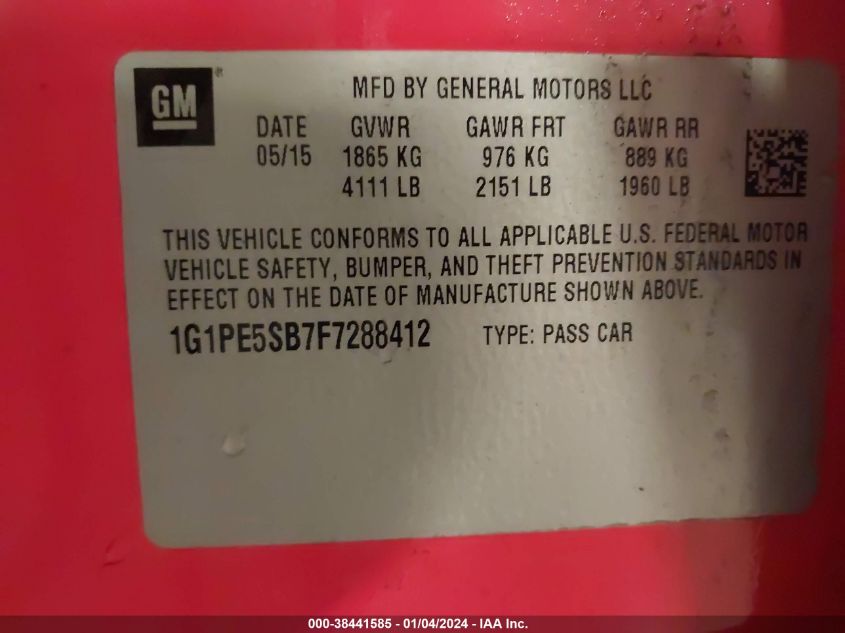 GM®
MFD BY GENERAL MOTORS LLC
DATE GVWR GAWR FRT GAWR RR
05/15 1865 KG 976 KG 889 KG
4111 LB 2151 LB 1960 LB
THIS VEHICLE CONFORMS TO ALL APPLICABLE U.S. FEDERAL MOTOR
VEHICLE SAFETY, BUMPER, AND THEFT PREVENTION STANDARDS IN
EFFECT ON THE DATE OF MANUFACTURE SHOWN ABOVE.
1G1PE5SB7F7288412 TYPE: PASS CAR
000-38441585 - 01/04/2024 - IAA Inc.